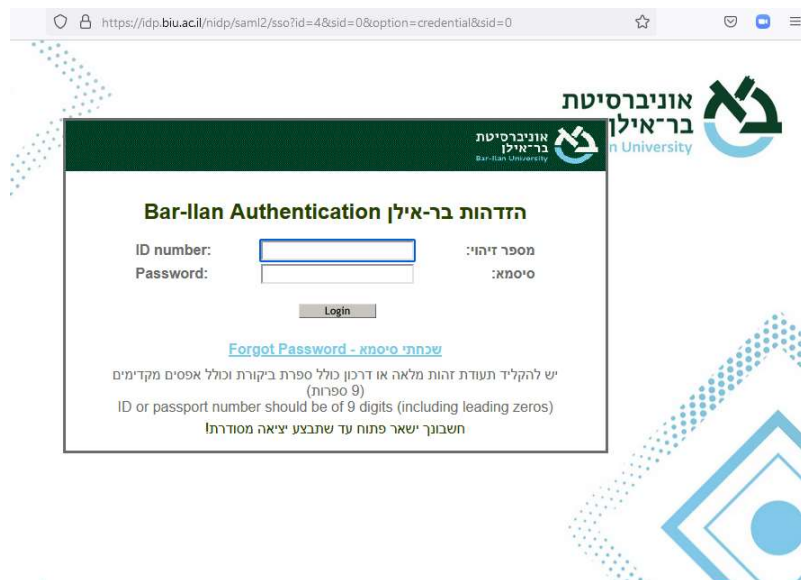 https://idp.biu.ac.il/nidp/saml2/sso?id=4&sid=0&option=credential&sid=0
אוניברסיטת
בר־אילן
n University
אוניברסיטת
בר־אילן
Bar-Ilan University
הזדהות בר-אילן Bar-Ilan Authentication
ID number: מספר זיהוי:
Password: סיסמא:
Login
שכחתי סיסמא - Forgot Password
יש להקליד תעודת זהות מלאה או דרכון כולל ספרת ביקורת וכולל אפסים מקדימים
(9 ספרות)
ID or passport number should be of 9 digits (including leading zeros)
חשבונך ישאר פתוח עד שתבצע יציאה מסודרת!